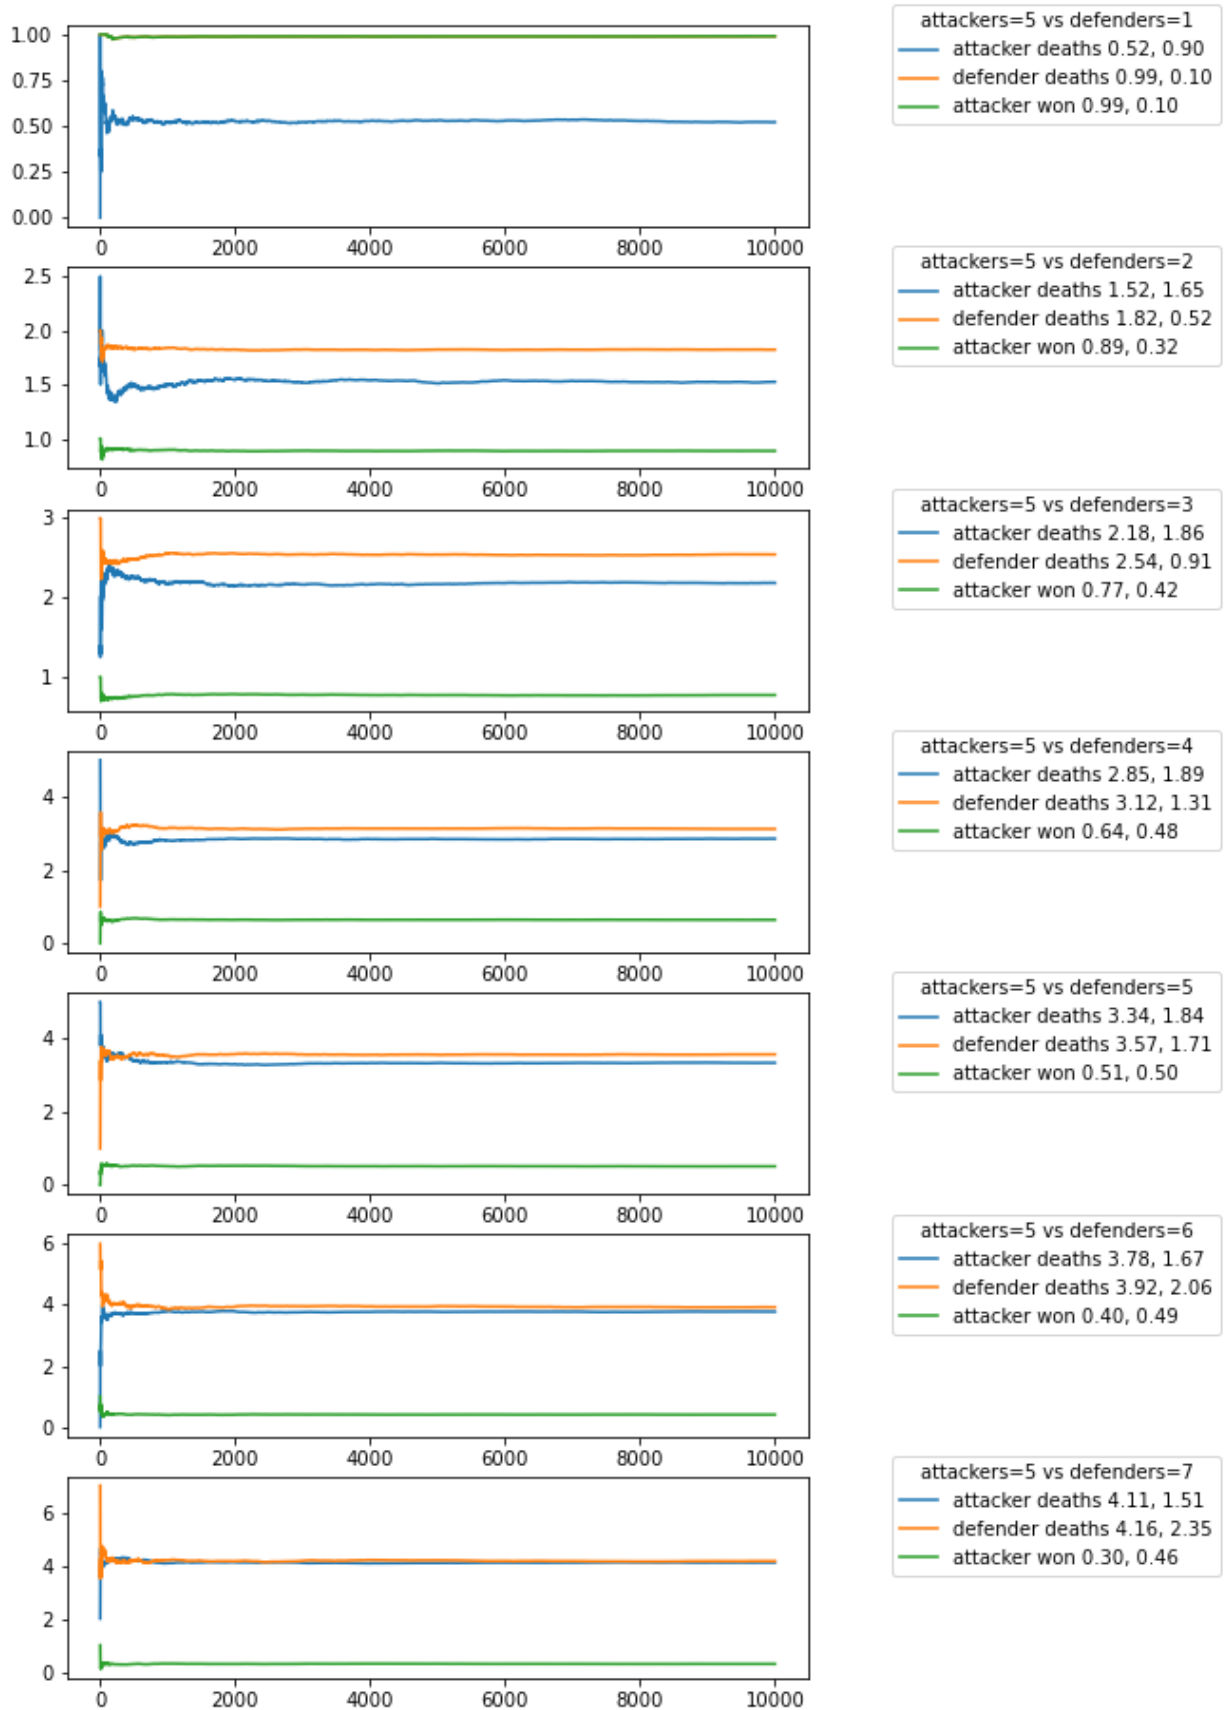 attackers=5 vs defenders=1
attacker deaths 0.52, 0.90
defender deaths 0.99, 0.10
attacker won 0.99, 0.10
1.00
0.75
0.50
0.25
0.00
0 2000 4000 6000 8000 10000
attackers=5 vs defenders=2
attacker deaths 1.52, 1.65
defender deaths 1.82, 0.52
attacker won 0.89, 0.32
2.5
2.0
1.5
1.0
0 2000 4000 6000 8000 10000
attackers=5 vs defenders=3
attacker deaths 2.18, 1.86
defender deaths 2.54, 0.91
attacker won 0.77, 0.42
3
2
1
0 2000 4000 6000 8000 10000
attackers=5 vs defenders=4
attacker deaths 2.85, 1.89
defender deaths 3.12, 1.31
attacker won 0.64, 0.48
4
2
0
0 2000 4000 6000 8000 10000
attackers=5 vs defenders=5
attacker deaths 3.34, 1.84
defender deaths 3.57, 1.71
attacker won 0.51, 0.50
4
2
0
0 2000 4000 6000 8000 10000
attackers=5 vs defenders=6
attacker deaths 3.78, 1.67
defender deaths 3.92, 2.06
attacker won 0.40, 0.49
6
4
2
0
0 2000 4000 6000 8000 10000
attackers=5 vs defenders=7
attacker deaths 4.11, 1.51
defender deaths 4.16, 2.35
attacker won 0.30, 0.46
6
4
2
0
0 2000 4000 6000 8000 10000